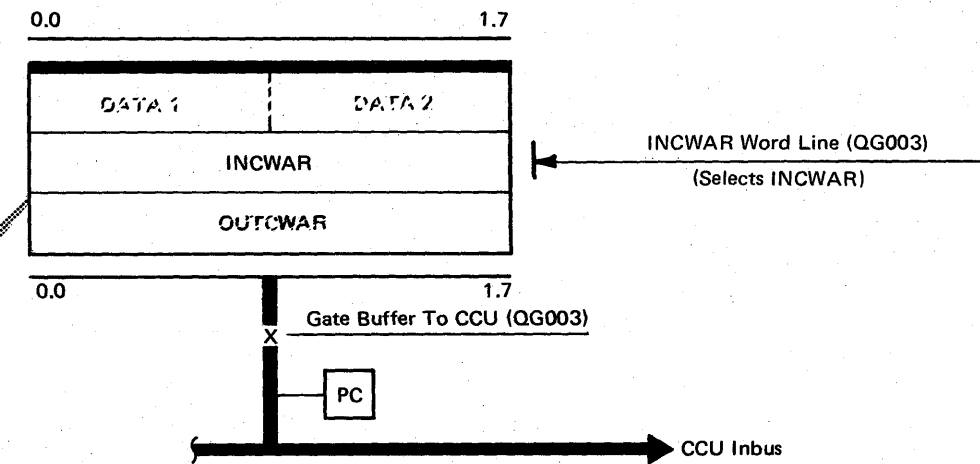 0.0 1.7
DATA 1 DATA 2
INCWAR
INCWAR Word Line (QG003)
(Selects INCWAR)
OUTCWAR
0.0 1.7
Gate Buffer To CCU (QG003)
X
PC
CCU Inbus